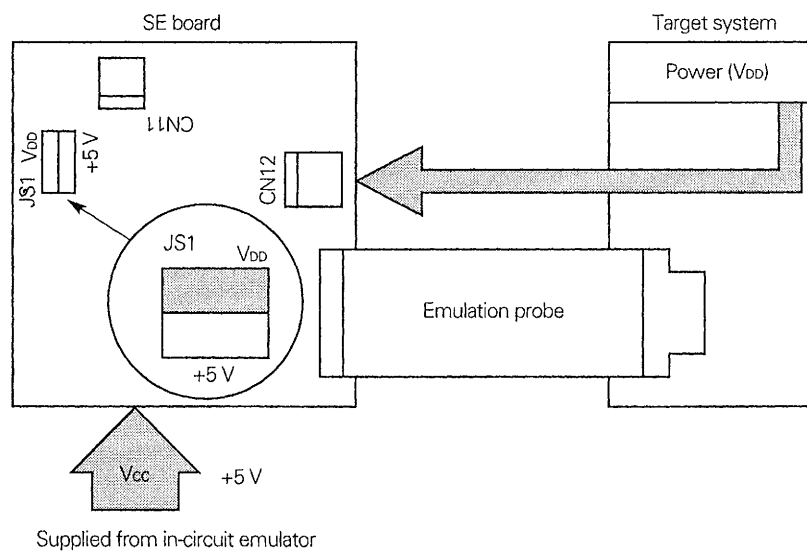 SE board
Target system
Power (VDD)
CN11
JS1 VDD
+5 V
CN12
JS1
VDD
+5 V
Emulation probe
Vcc
+5 V
Supplied from in-circuit emulator